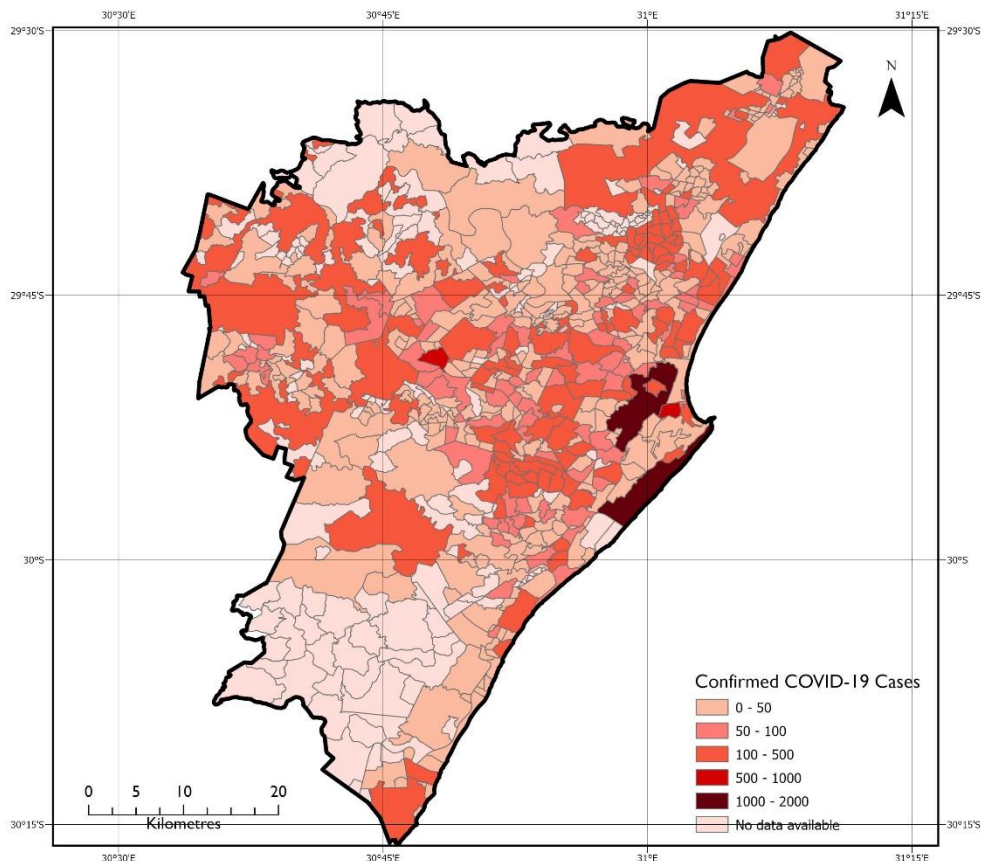 30°30'E 30°45'E 31°E 31°15'E
29°30'S 29°30'S
N
29°45'S 29°45'S
30°S 30°S
Confirmed COVID-19 Cases
0 - 50
50 - 100
100 - 500
500 - 1000
1000 - 2000
No data available
0 5 10 20
Kilometres
30°15'S 30°15'S
30°30'E 30°45'E 31°E 31°15'E